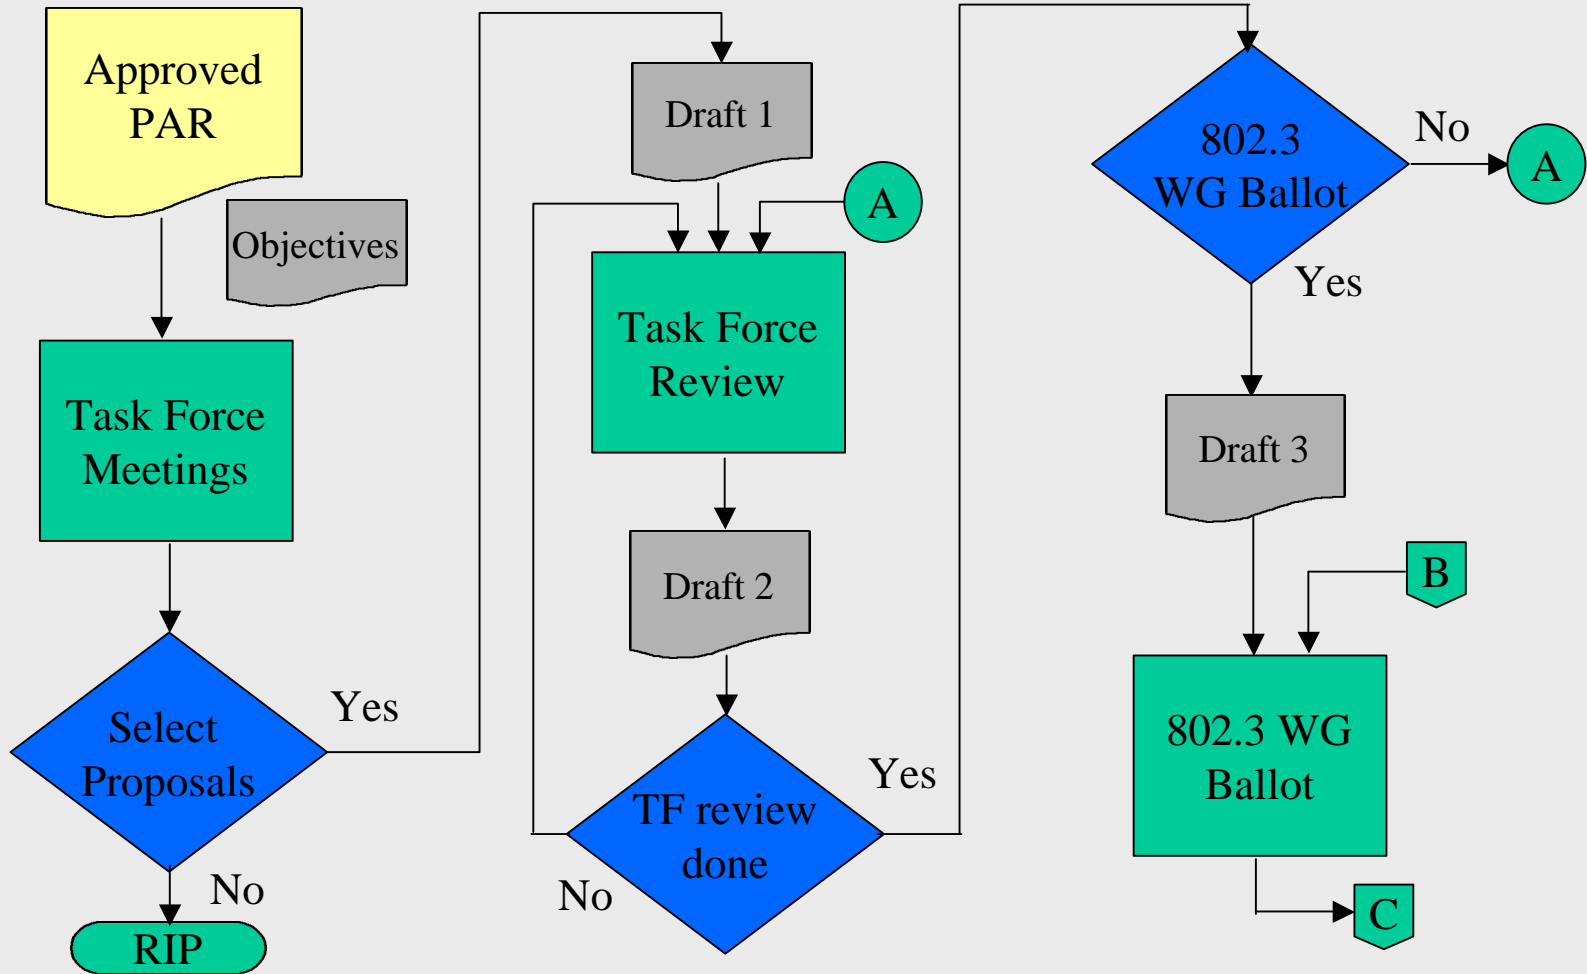 Approved
PAR
Objectives
Task Force
Meetings
Select
Proposals
Yes
No
RIP
Draft 1
A
Task Force
Review
Draft 2
TF review
done
Yes
No
802.3
WG Ballot
No
A
Yes
Draft 3
B
802.3 WG
Ballot
C